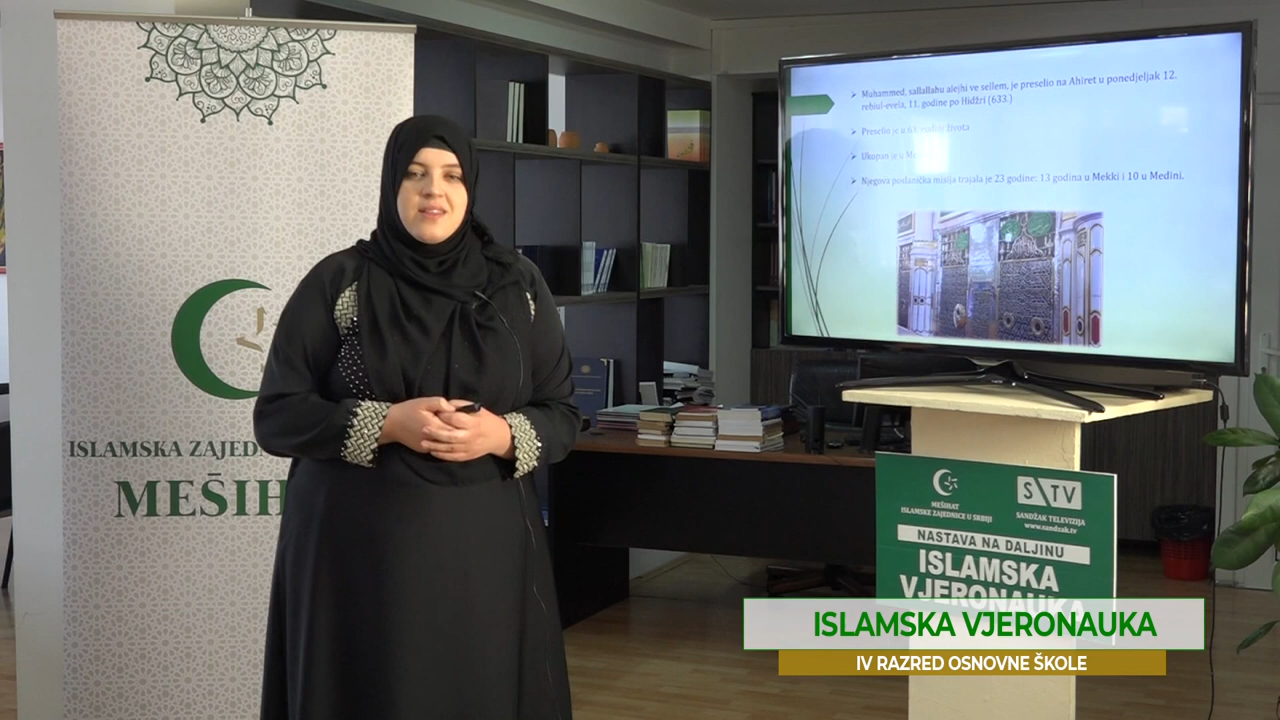 Muhammed, sallallahu alejhi ve sellem, je preselio na Ahiret u ponedjeljak 12.
rebiul-evela, 11. godine po Hidžri (633.)
Preselio je u 63. godini života
Ukopan je u
Njegova poslanička misija trajala je 23 godine: 13 godina u Mekki i 10 u Medini.
ISLAMSKA
MEŠIH
MEŠIHAT
ISLAMSKE ZAJEDNICE U SRBIJI
STV
SANDŽAK TELEVIZIJA
www.sandzak.tv
NASTAVA NA DALJINU
ISLAMSKA
VJERONAUKA
ISLAMSKA VJERONAUKA
IV RAZRED OSNOVNE ŠKOLE